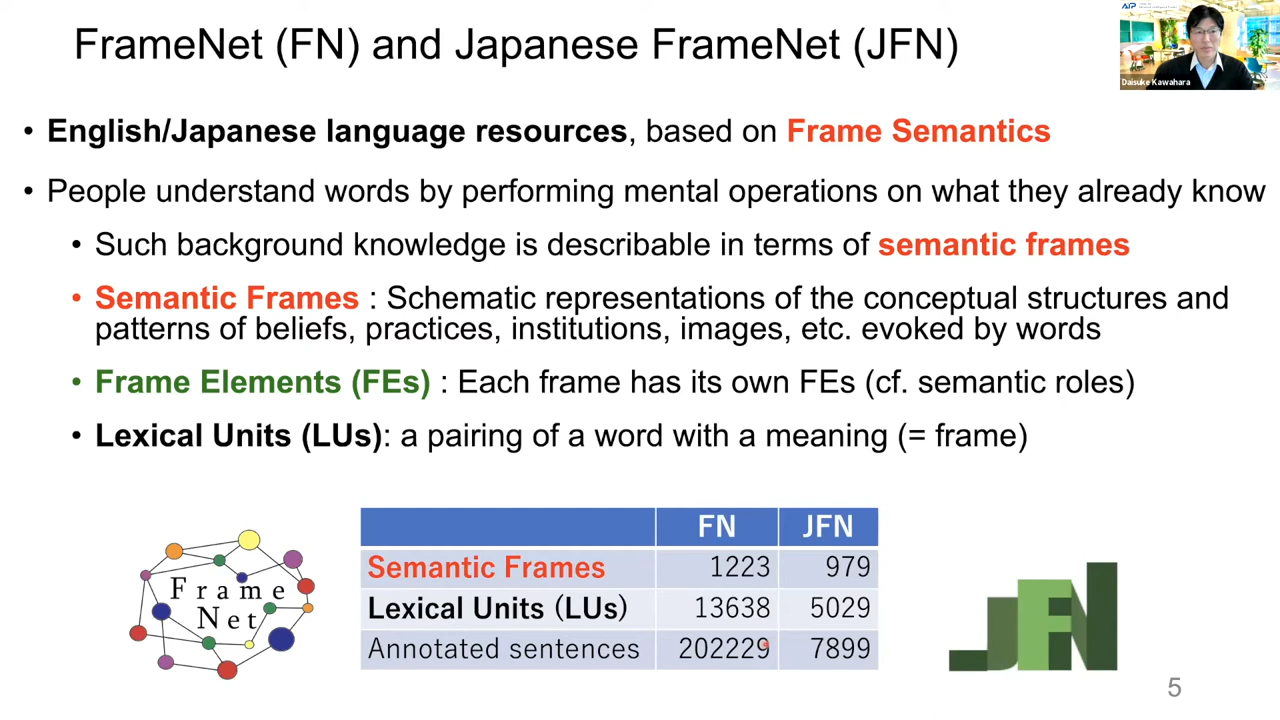 FrameNet (FN) and Japanese FrameNet (JFN)
AIP
Daisuke Kawahara
• English/Japanese language resources, based on Frame Semantics
• People understand words by performing mental operations on what they already know
• Such background knowledge is describable in terms of semantic frames
• Semantic Frames : Schematic representations of the conceptual structures and
patterns of beliefs, practices, institutions, images, etc. evoked by words
• Frame Elements (FEs) : Each frame has its own FEs (cf. semantic roles)
• Lexical Units (LUs): a pairing of a word with a meaning (= frame)
Frame
Net
FN JFN
Semantic Frames 1223 979
Lexical Units (LUs) 13638 5029
Annotated sentences 202229 7899
JFN
5